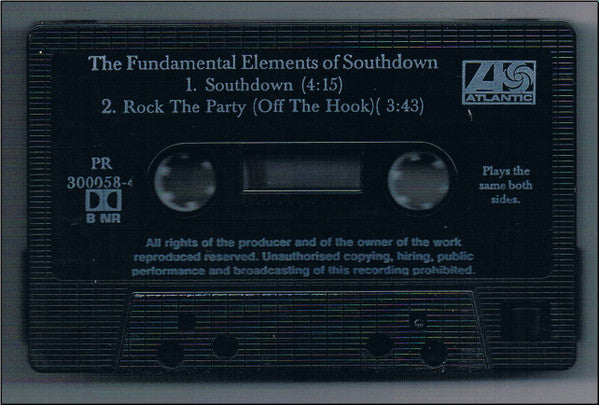 The Fundamental Elements of Southdown
1. Southdown (4:15)
2. Rock The Party (Off The Hook)( 3:43)
ATLANTIC
PR
300058-4
B NR
Plays the
same both
sides.
All rights of the producer and of the owner of the work
reproduced reserved. Unauthorised copying, hiring, public
performance and broadcasting of this recording prohibited.